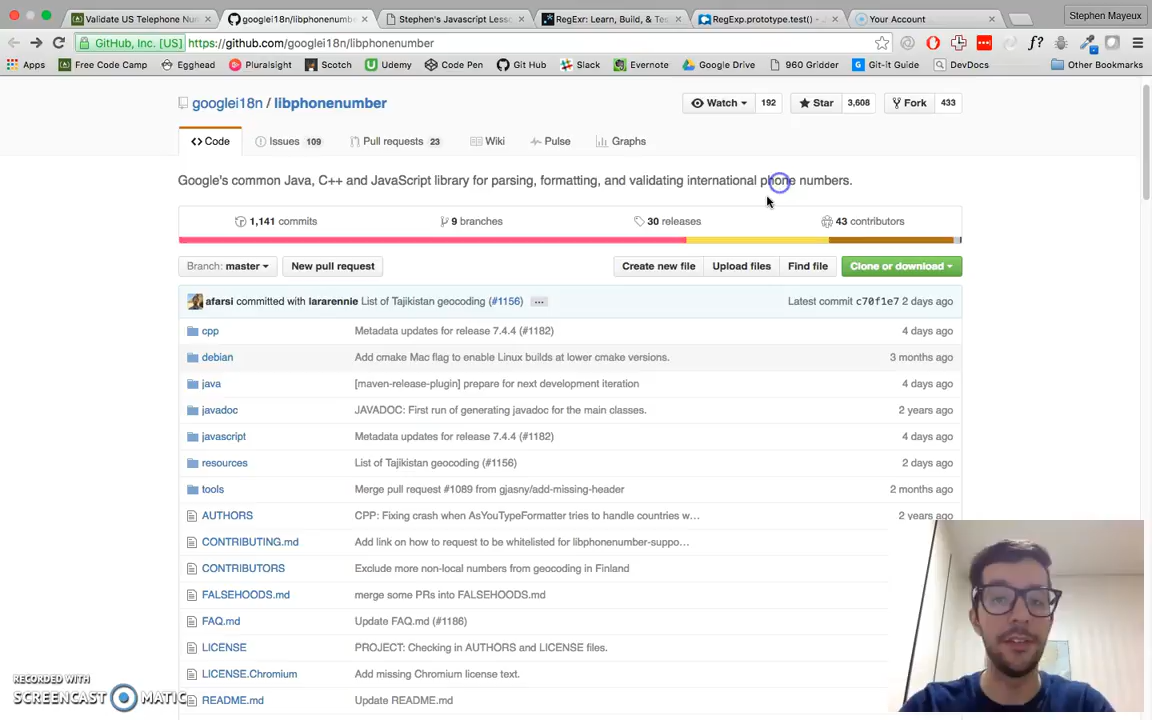 Validate US Telephone Nu
googlei18n/libphonenumbe
Stephen's Javascript Lesso
RegExr: Learn, Build, & Tes
RegExp.prototype.test() -
Your Account
Stephen Mayeux
GitHub, Inc. [US]
https://github.com/googlei18n/libphonenumber
Apps
Free Code Camp
Egghead
Pluralsight
Scotch
Udemy
Code Pen
Git Hub
Slack
Evernote
Google Drive
960 Gridder
Git-it Guide
DevDocs
Other Bookmarks
googlei18n / libphonenumber
Watch 192
Star 3,608
Fork 433
Code
Issues 109
Pull requests 23
Wiki
Pulse
Graphs
Google's common Java, C++ and JavaScript library for parsing, formatting, and validating international phone numbers.
1,141 commits
9 branches
30 releases
43 contributors
Branch: master
New pull request
Create new file
Upload files
Find file
Clone or download
afarsi committed with lararennie List of Tajikistan geocoding (#1156) ... Latest commit c70f1e7 2 days ago
cpp Metadata updates for release 7.4.4 (#1182) 4 days ago
debian Add cmake Mac flag to enable Linux builds at lower cmake versions. 3 months ago
java [maven-release-plugin] prepare for next development iteration 4 days ago
javadoc JAVADOC: First run of generating javadoc for the main classes. 2 years ago
javascript Metadata updates for release 7.4.4 (#1182) 4 days ago
resources List of Tajikistan geocoding (#1156) 2 days ago
tools Merge pull request #1089 from gjasny/add-missing-header 2 months ago
AUTHORS CPP: Fixing crash when AsYouTypeFormatter tries to handle countries w… 2 years ago
CONTRIBUTING.md Add link on how to request to be whitelisted for libphonenumber-suppo…
CONTRIBUTORS Exclude more non-local numbers from geocoding in Finland
FALSEHOODS.md merge some PRs into FALSEHOODS.md
FAQ.md Update FAQ.md (#1186)
LICENSE PROJECT: Checking in AUTHORS and LICENSE files.
LICENSE.Chromium Add missing Chromium license text.
README.md Update README.md
RECORDED WITH
SCREENCAST MATIC